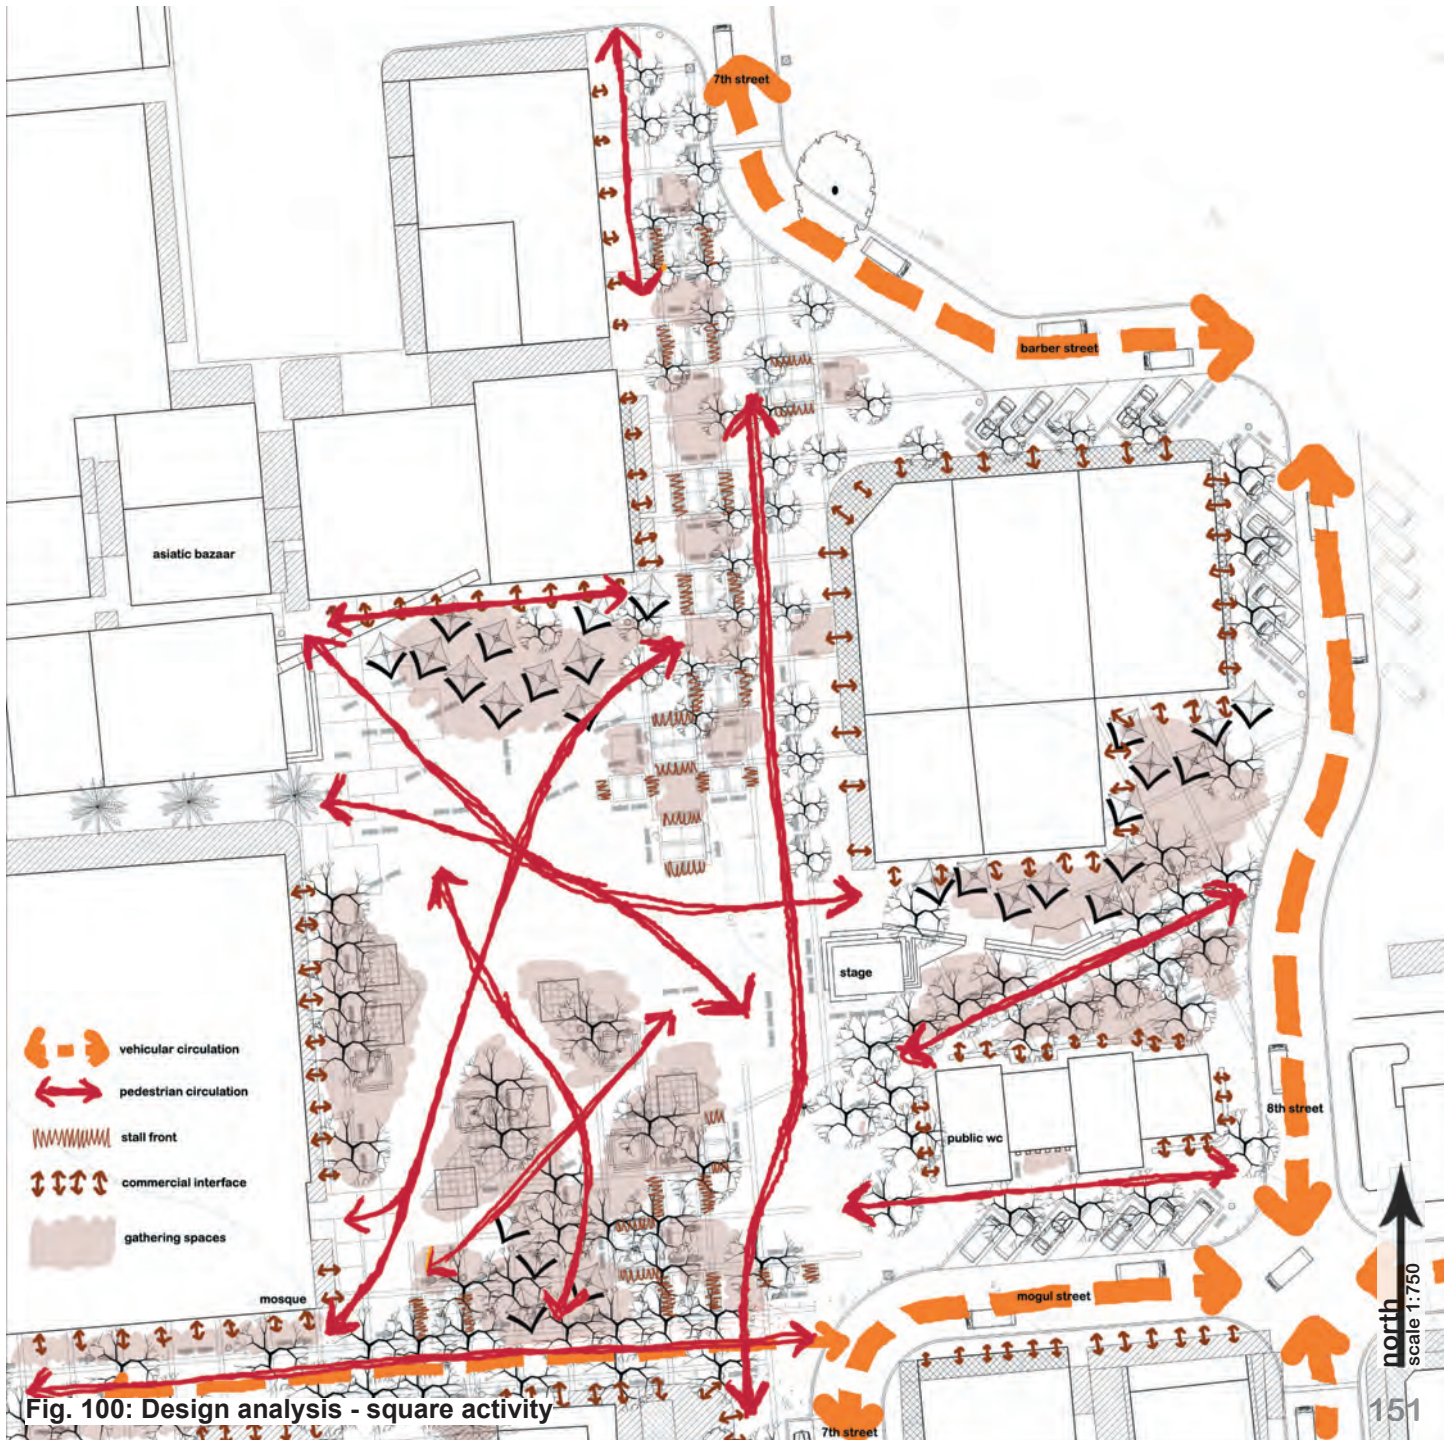 7th street
barber street
asiatic bazaar
stage
vehicular circulation
pedestrian circulation
stall front
commercial interface
gathering spaces
public wc
8th street
mosque
mogul street
north
scale 1:750
Fig. 100: Design analysis - square activity
7th street
151